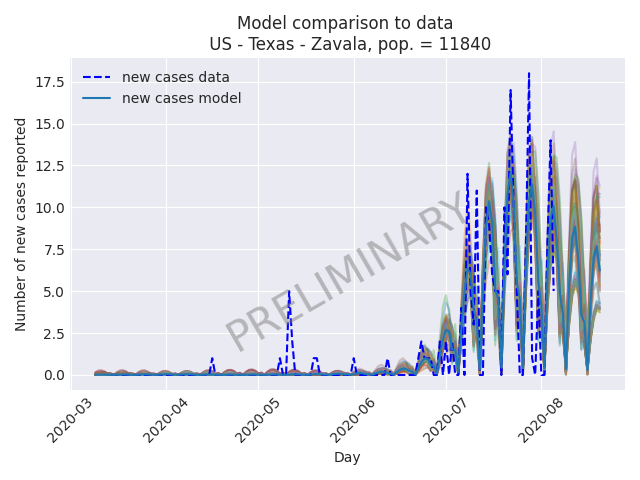 Model comparison to data
US - Texas - Zavala, pop. = 11840
new cases data
new cases model
17.5
15.0
12.5
10.0
7.5
5.0
2.5
0.0
Number of new cases reported
PRELIMINARY
2020-03
2020-04
2020-05
2020-06
2020-07
2020-08
Day